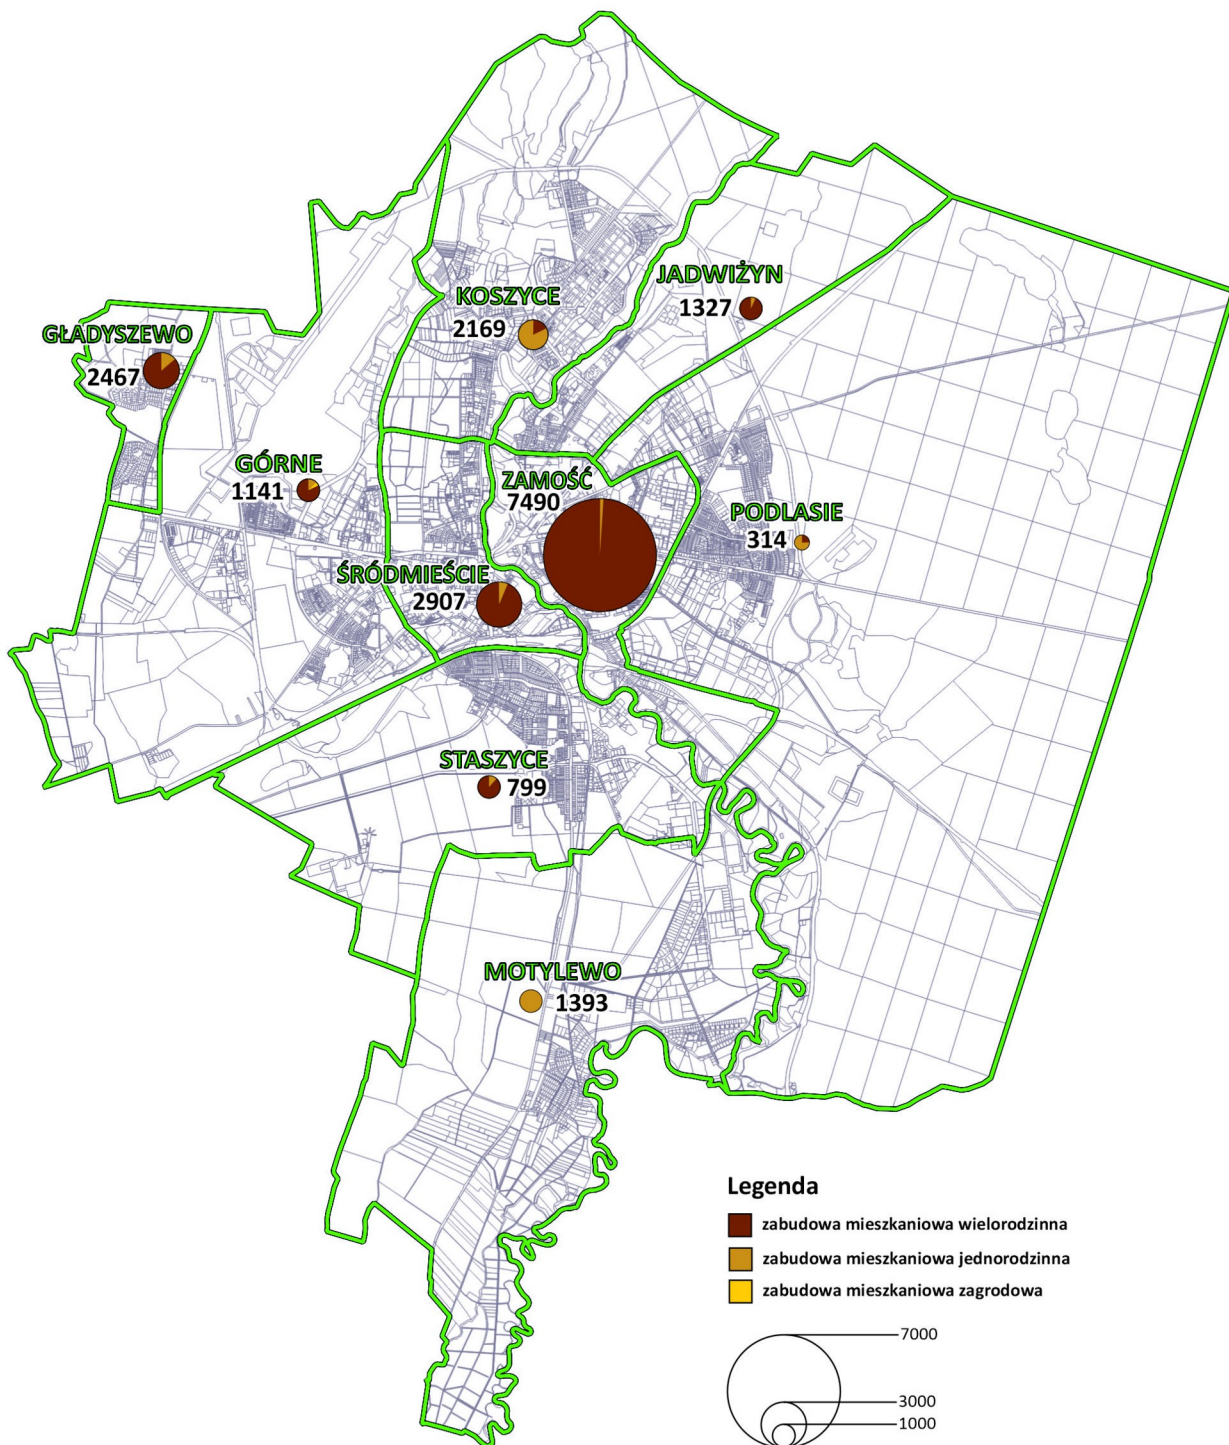 JADWIŻYN
1327
KOSZYCE
2169
GŁADYSZEWO
2467
GÓRNE
1141
ZAMOŚĆ
7490
PODLASIE
314
ŚRÓDMIEŚCIE
2907
STASZYCE
799
MOTYLEWO
1393
Legenda
zabudowa mieszkaniowa wielorodzinna
zabudowa mieszkaniowa jednorodzinna
zabudowa mieszkaniowa zagrodowa
7000
3000
1000